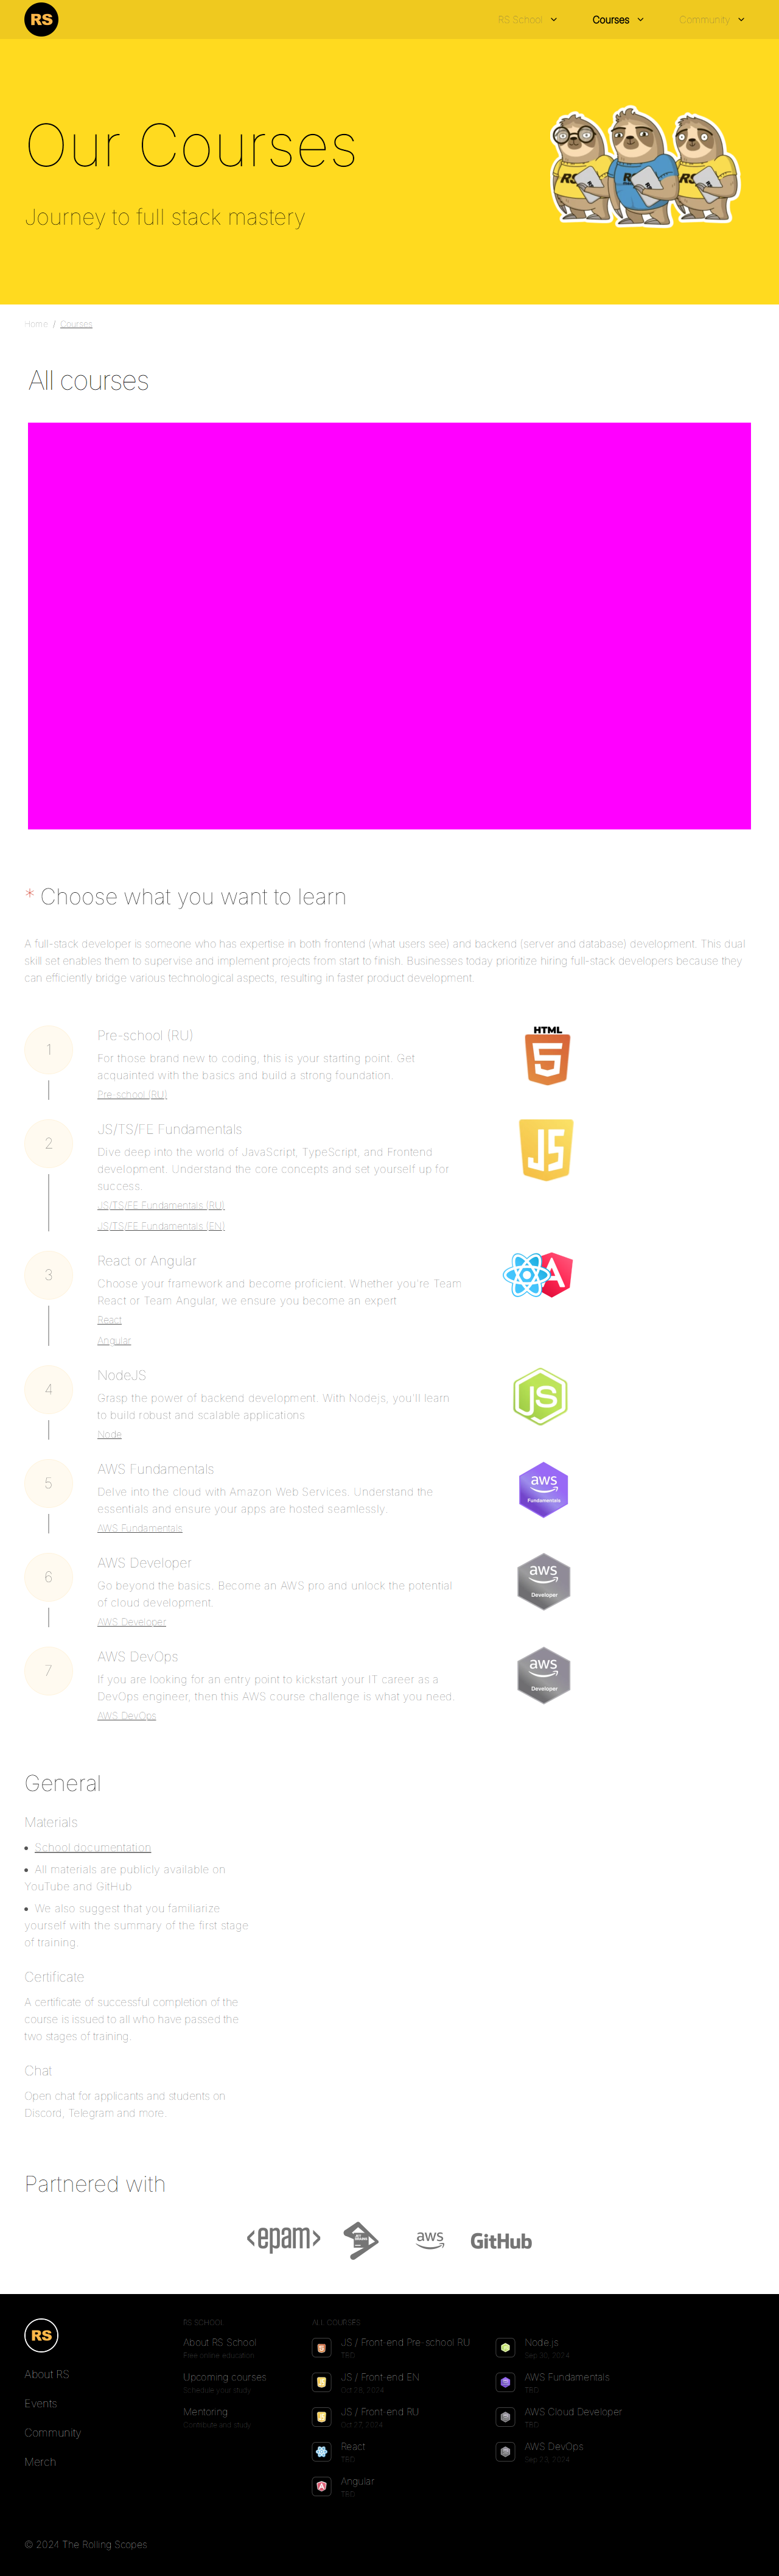 RS
RS School
Courses
Community
Our Courses
Journey to full stack mastery
Home / Courses
All courses
* Choose what you want to learn
A full-stack developer is someone who has expertise in both frontend (what users see) and backend (server and database) development. This dual
skill set enables them to supervise and implement projects from start to finish. Businesses today prioritize hiring full-stack developers because they
can efficiently bridge various technological aspects, resulting in faster product development.
1
Pre-school (RU)
For those brand new to coding, this is your starting point. Get
acquainted with the basics and build a strong foundation.
Pre-school (RU)
HTML
5
2
JS/TS/FE Fundamentals
Dive deep into the world of JavaScript, TypeScript, and Frontend
development. Understand the core concepts and set yourself up for
success.
JS/TS/FE Fundamentals (RU)
JS/TS/FE Fundamentals (EN)
JS
3
React or Angular
Choose your framework and become proficient. Whether you're Team
React or Team Angular, we ensure you become an expert
React
Angular
A
4
NodeJS
Grasp the power of backend development. With Nodejs, you'll learn
to build robust and scalable applications
Node
JS
5
AWS Fundamentals
Delve into the cloud with Amazon Web Services. Understand the
essentials and ensure your apps are hosted seamlessly.
AWS Fundamentals
aws
Fundamentals
6
AWS Developer
Go beyond the basics. Become an AWS pro and unlock the potential
of cloud development.
AWS Developer
aws
Developer
7
AWS DevOps
If you are looking for an entry point to kickstart your IT career as a
DevOps engineer, then this AWS course challenge is what you need.
AWS DevOps
aws
Developer
General
Materials
• School documentation
• All materials are publicly available on
YouTube and GitHub
• We also suggest that you familiarize
yourself with the summary of the first stage
of training.
Certificate
A certificate of successful completion of the
course is issued to all who have passed the
two stages of training.
Chat
Open chat for applicants and students on
Discord, Telegram and more.
Partnered with
<epam>
aws
GitHub
RS
About RS
Events
Community
Merch
RS SCHOOL
About RS School
Free online education
Upcoming courses
Schedule your study
Mentoring
Contribute and study
ALL COURSES
JS / Front-end Pre-school RU
TBD
JS / Front-end EN
Oct 28, 2024
JS / Front-end RU
Oct 27, 2024
React
TBD
Angular
TBD
Node.js
Sep 30, 2024
AWS Fundamentals
TBD
AWS Cloud Developer
TBD
AWS DevOps
Sep 23, 2024
© 2024 The Rolling Scopes